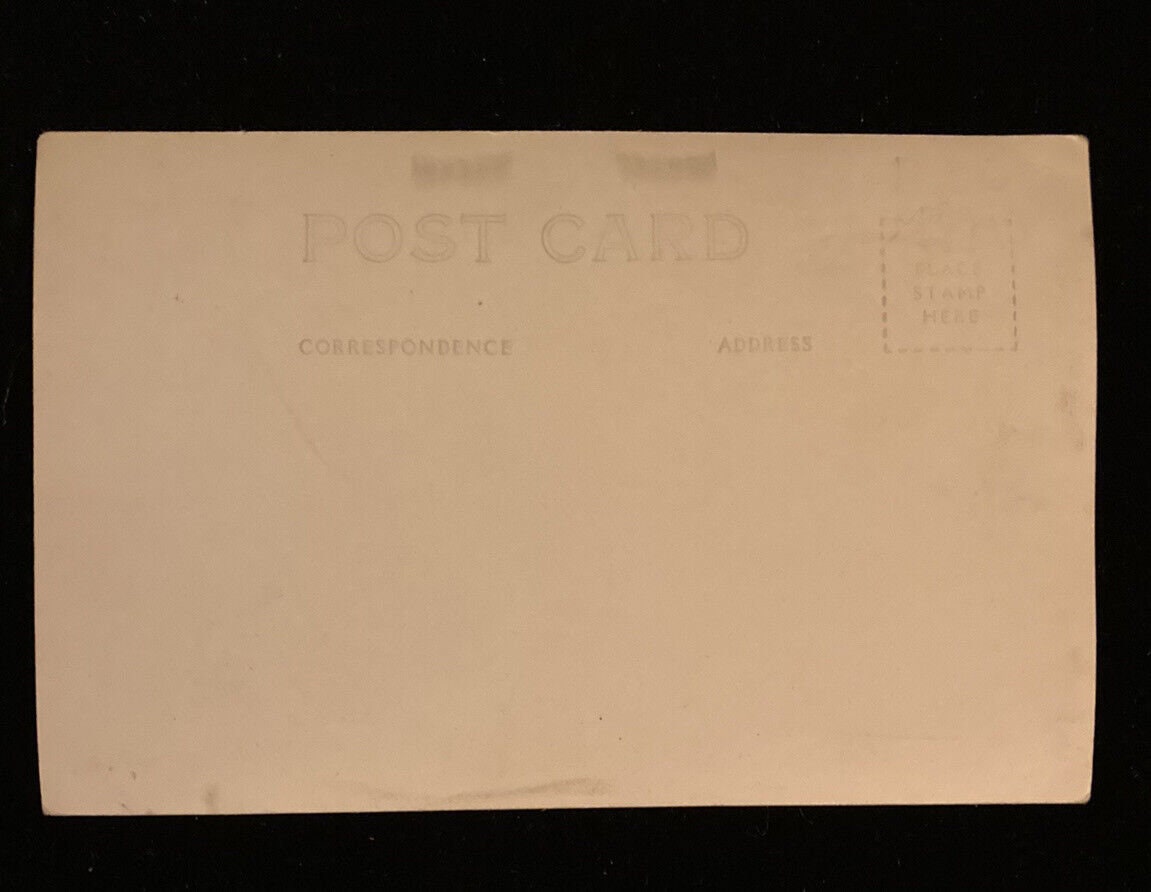 POST CARD
CORRESPONDENCE
ADDRESS
PLACE
STAMP
HERE